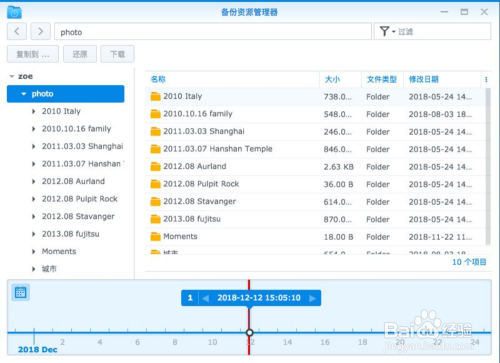 备份资源管理器
photo
过滤
复制到 ... 还原 下载
zoe
photo
2010 Italy
2010.10.16 family
2011.03.03 Shanghai
2011.03.07 Hanshan T
2012.08 Aurland
2012.08 Pulpit Rock
2012.08 Stavanger
2013.08 fujitsu
Moments
城市
名称 大小 文件类型 修改日期
2010 Italy 738.0... Folder 2018-05-24 14...
2010.10.16 family 548.0... Folder 2018-08-03 18...
2011.03.03 Shanghai 246.0... Folder 2018-05-24 14...
2011.03.07 Hanshan Temple 846.0... Folder 2018-05-24 14...
2012.08 Aurland 2.63 KB Folder 2018-05-24 14...
2012.08 Pulpit Rock 36.00 B Folder 2018-05-24 14...
2012.08 Stavanger 614.0... Folder 2018-05-24 14...
2013.08 fujitsu 870.0... Folder 2018-05-24 14...
Moments 18.00 B Folder 2018-11-22 11...
城市 Folder
10 个项目
1 2018-12-12 15:05:10
2 4 6 8 10 12 14 16 18 20 22 24
2018 Dec
Baidu 经验